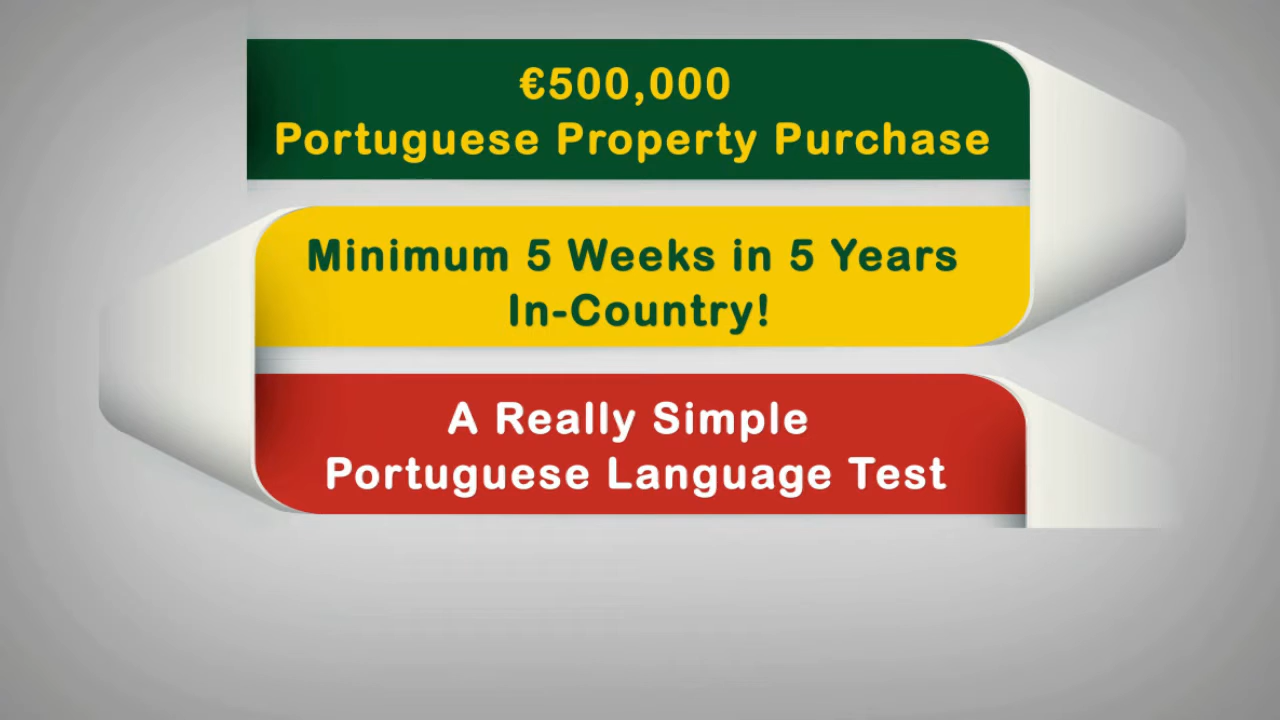 €500,000
Portuguese Property Purchase
Minimum 5 Weeks in 5 Years
In-Country!
A Really Simple
Portuguese Language Test